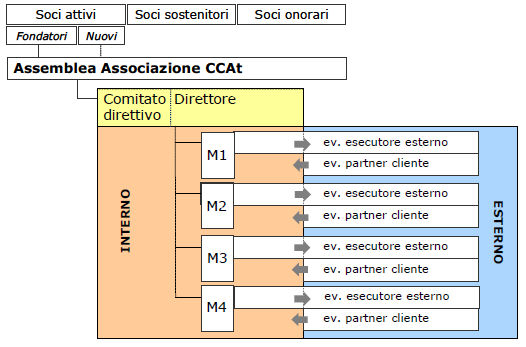 Soci attivi
Soci sostenitori
Soci onorari
Fondatori
Nuovi
Assemblea Associazione CCAt
Comitato
direttivo
Direttore
INTERNO
ESTERNO
M1
ev. esecutore esterno
ev. partner cliente
M2
ev. esecutore esterno
ev. partner cliente
M3
ev. esecutore esterno
ev. partner cliente
M4
ev. esecutore esterno
ev. partner cliente